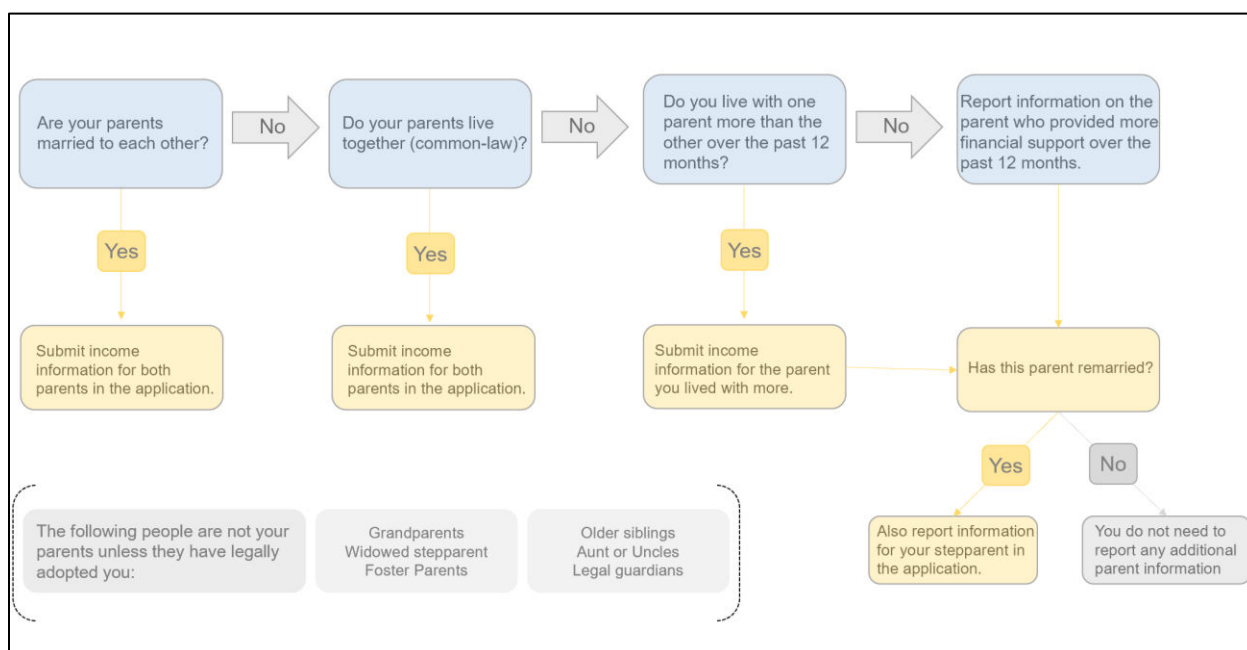 Are your parents
married to each other?
No
Do your parents live
together (common-law)?
No
Do you live with one
parent more than the
other over the past 12
months?
No
Report information on the
parent who provided more
financial support over the
past 12 months.
Yes
Yes
Yes
Submit income
information for both
parents in the application.
Submit income
information for both
parents in the application.
Submit income
information for the parent
you lived with more.
Has this parent remarried?
Yes
No
Also report information
for your stepparent in
the application.
You do not need to
report any additional
parent information
The following people are not your
parents unless they have legally
adopted you:
Grandparents
Widowed stepparent
Foster Parents
Older siblings
Aunt or Uncles
Legal guardians